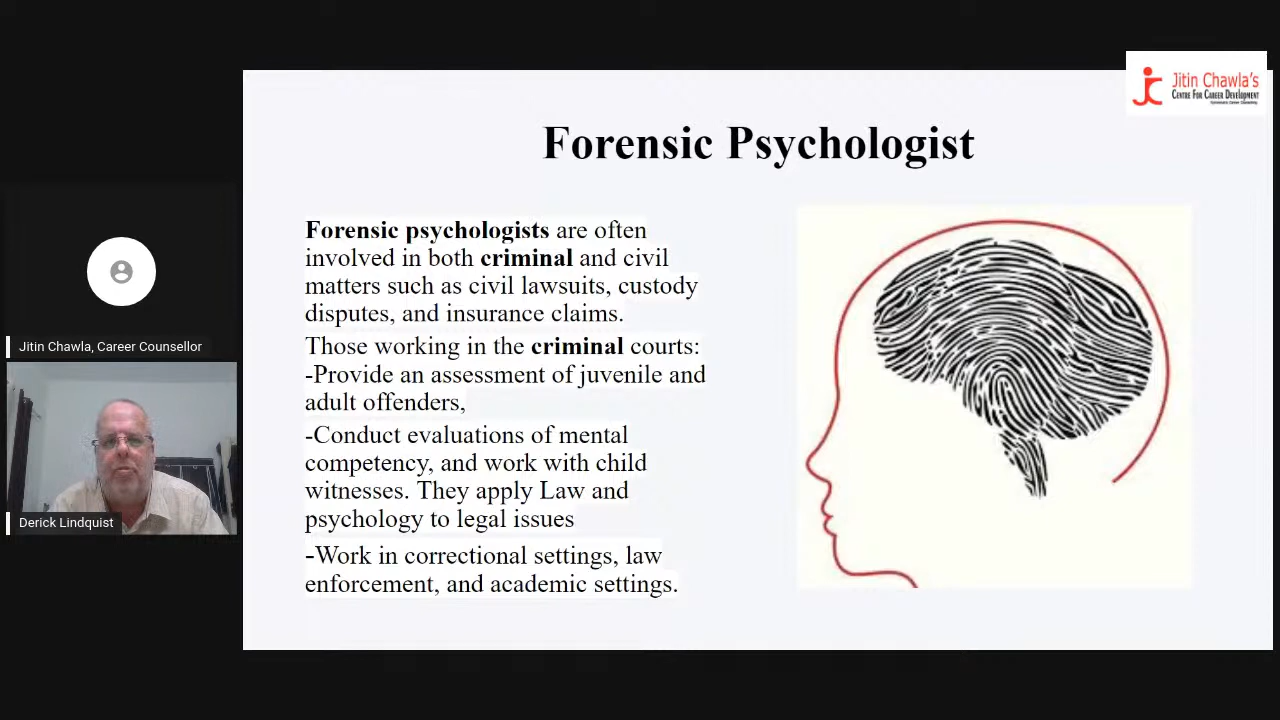 Jitin Chawla's
CENTRE FOR CAREER DEVELOPMENT
Forensic Psychologist
Forensic psychologists are often
involved in both criminal and civil
matters such as civil lawsuits, custody
disputes, and insurance claims.
Those working in the criminal courts:
-Provide an assessment of juvenile and
adult offenders,
-Conduct evaluations of mental
competency, and work with child
witnesses. They apply Law and
psychology to legal issues
-Work in correctional settings, law
enforcement, and academic settings.
Jitin Chawla, Career Counsellor
Derick Lindquist